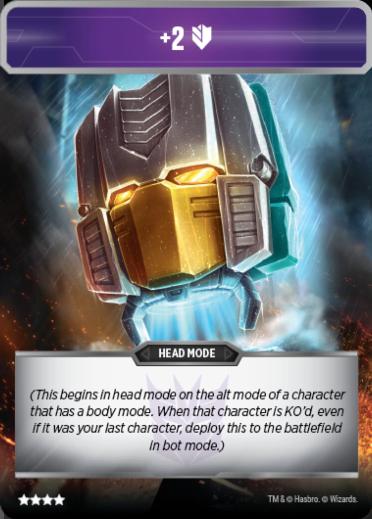 +2
HEAD MODE
(This begins in head mode on the alt mode of a character
that has a body mode. When that character is KO'd, even
if it was your last character, deploy this to the battlefield
in bot mode.)
TM & © Hasbro. © Wizards.